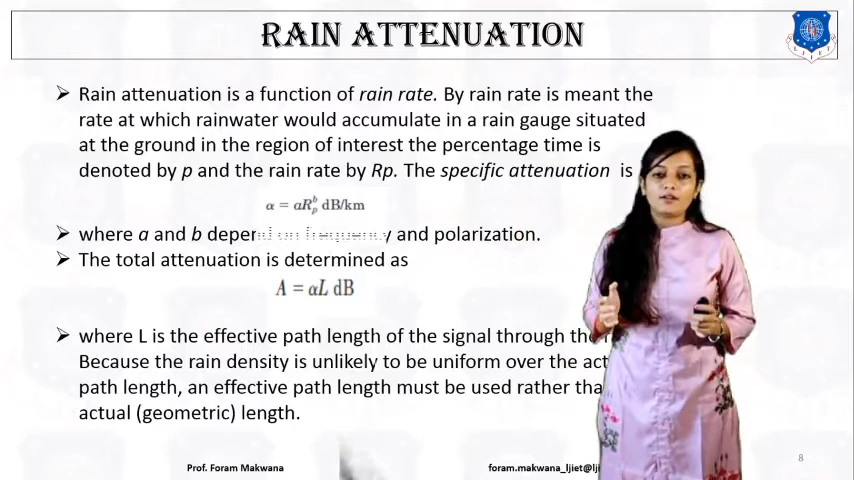 RAIN ATTENUATION
LJIET
➢ Rain attenuation is a function of rain rate. By rain rate is meant the
rate at which rainwater would accumulate in a rain gauge situated
at the ground in the region of interest the percentage time is
denoted by p and the rain rate by Rp. The specific attenuation is
α = aR_p^b dB/km
➢ where a and b depend on frequency and polarization.
➢ The total attenuation is determined as
A = αL dB
➢ where L is the effective path length of the signal through the
Because the rain density is unlikely to be uniform over the act
path length, an effective path length must be used rather tha
actual (geometric) length.
Prof. Foram Makwana
foram.makwana_ljiet@lji
8